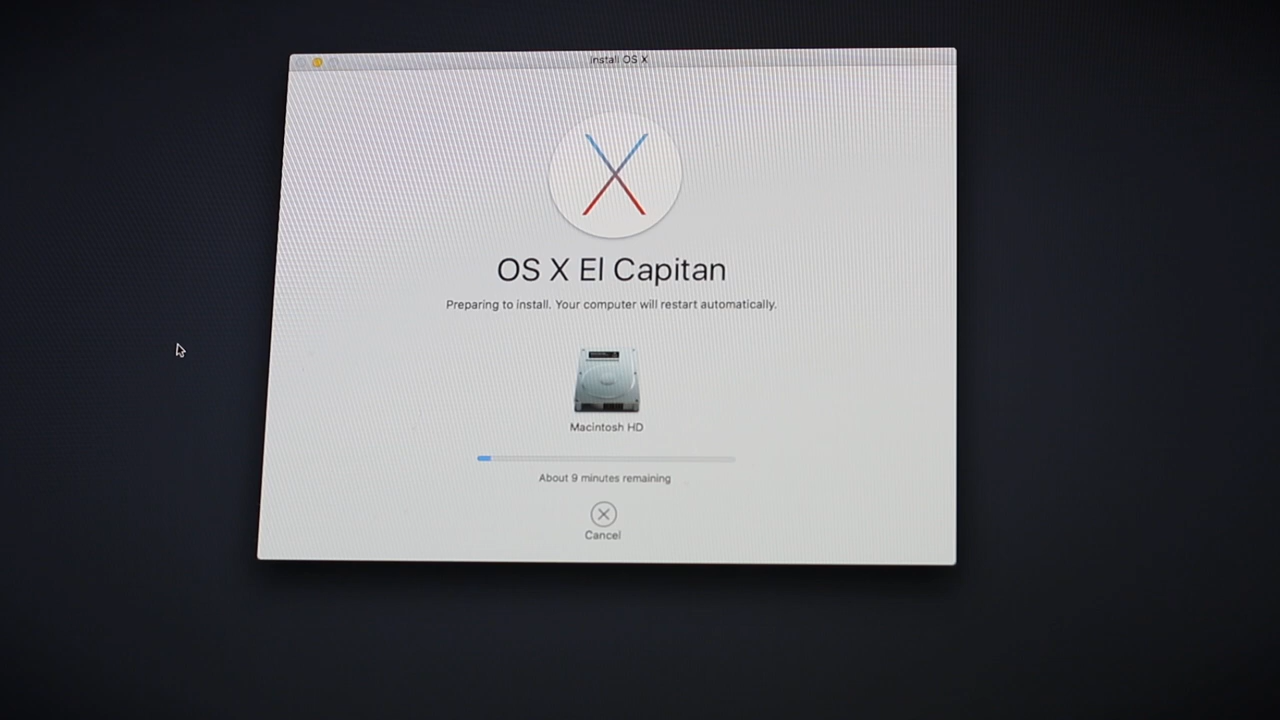 Install OS X
OS X El Capitan
Preparing to install. Your computer will restart automatically.
Macintosh HD
About 9 minutes remaining
Cancel